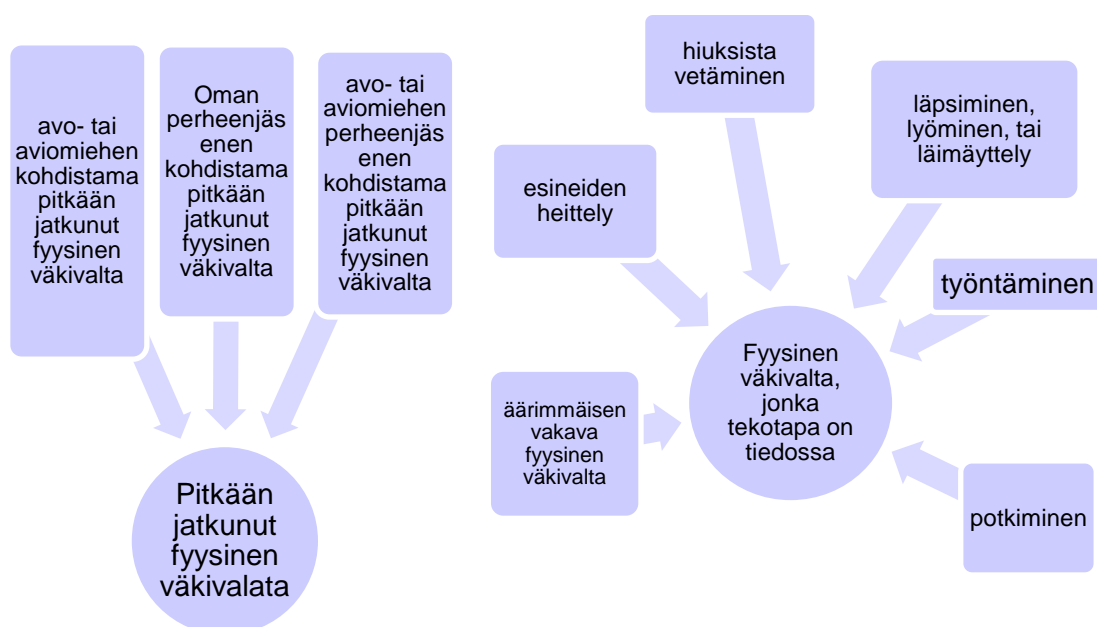 avo- tai
aviomiehen
kohdistama
pitkään
jatkunut
fyysinen
väkivalta
Oman
perheenjäs
enen
kohdistama
pitkään
jatkunut
fyysinen
väkivalta
avo- tai
aviomiehen
perheenjäs
enen
kohdistama
pitkään
jatkunut
fyysinen
väkivalta
Pitkään
jatkunut
fyysinen
väkivalata
hiuksista
vetäminen
läpsiminen,
lyöminen, tai
läimäyttely
esineiden
heittely
työntäminen
Fyysinen
väkivalta,
jonka
tekotapa on
tiedossa
äärimmäisen
vakava
fyysinen
väkivalta
potkiminen